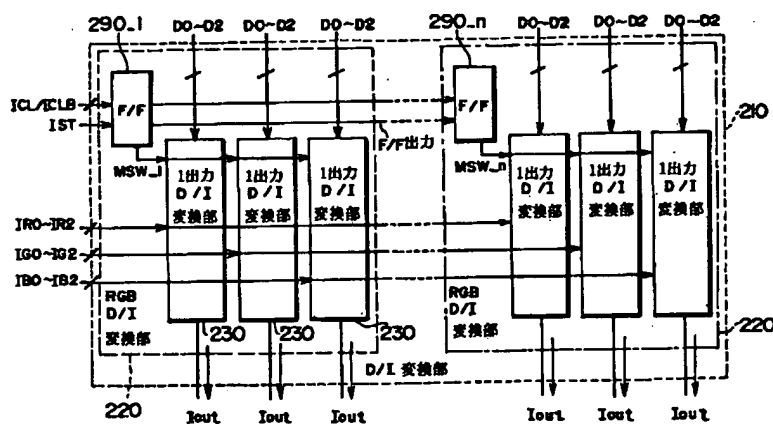 290_1 D0~D2 D0~D2 D0~D2 290_n D0~D2 D0~D2 D0~D2
ICL/ICLB F/F F/F 210
IST
F/F出力
MSW_1 MSW_n
1出力 1出力 1出力 1出力 1出力 1出力
D/I D/I D/I D/I D/I D/I
変換部 変換部 変換部 変換部 変換部 変換部
IR0~IR2
IG0~IG2
IB0~IB2
RGB RGB
D/I D/I
変換部 変換部
230 230 230 220
220 D/I 変換部
Iout Iout Iout Iout Iout Iout